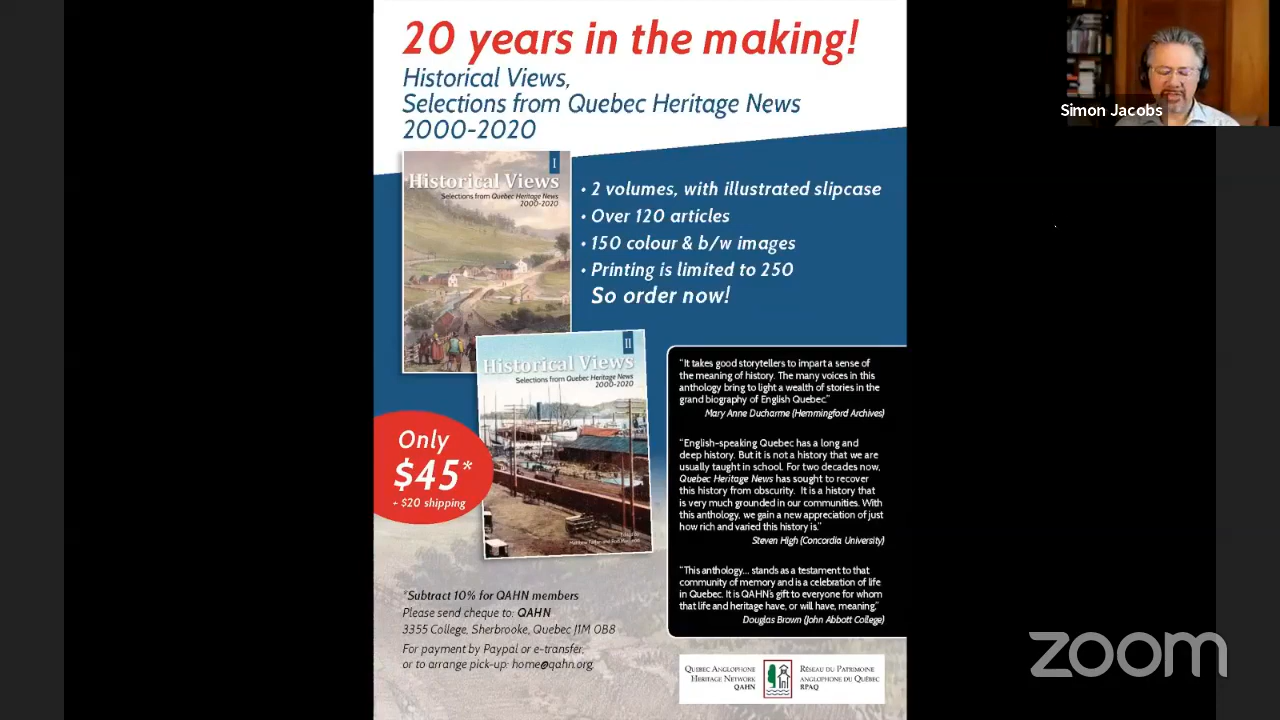 20 years in the making!
Historical Views,
Selections from Quebec Heritage News
2000-2020
Simon Jacobs
I
Historical Views
Selections from Quebec Heritage News
2000-2020
• 2 volumes, with illustrated slipcase
• Over 120 articles
• 150 colour & b/w images
• Printing is limited to 250
So order now!
II
Historical Views
Selections from Quebec Heritage News
2000-2020
Only
$45*
+ $20 shipping
"It takes good storytellers to impart a sense of
the meaning of history. The many voices in this
anthology bring to light a wealth of stories in the
grand biography of English Quebec."
Mary Anne Ducharme (Hemmingford Archives)
"English-speaking Quebec has a long and
deep history. But it is not a history that we are
usually taught in school. For two decades now,
Quebec Heritage News has sought to recover
this history from obscurity. It is a history that
is very much grounded in our communities. With
this anthology, we gain a new appreciation of just
how rich and varied this history is."
Steven High (Concordia University)
"This anthology... stands as a testament to that
community of memory and is a celebration of life
in Quebec. It is QAHN's gift to everyone for whom
that life and heritage have, or will have, meaning."
Douglas Brown (John Abbott College)
*Subtract 10% for QAHN members
Please send cheque to: QAHN
3355 College, Sherbrooke, Quebec J1M 0B8
For payment by Paypal or e-transfer,
or to arrange pick-up: home@qahn.org
Quebec Anglophone
Heritage Network
QAHN
Réseau du Patrimoine
anglophone du Québec
RPAQ
zoom